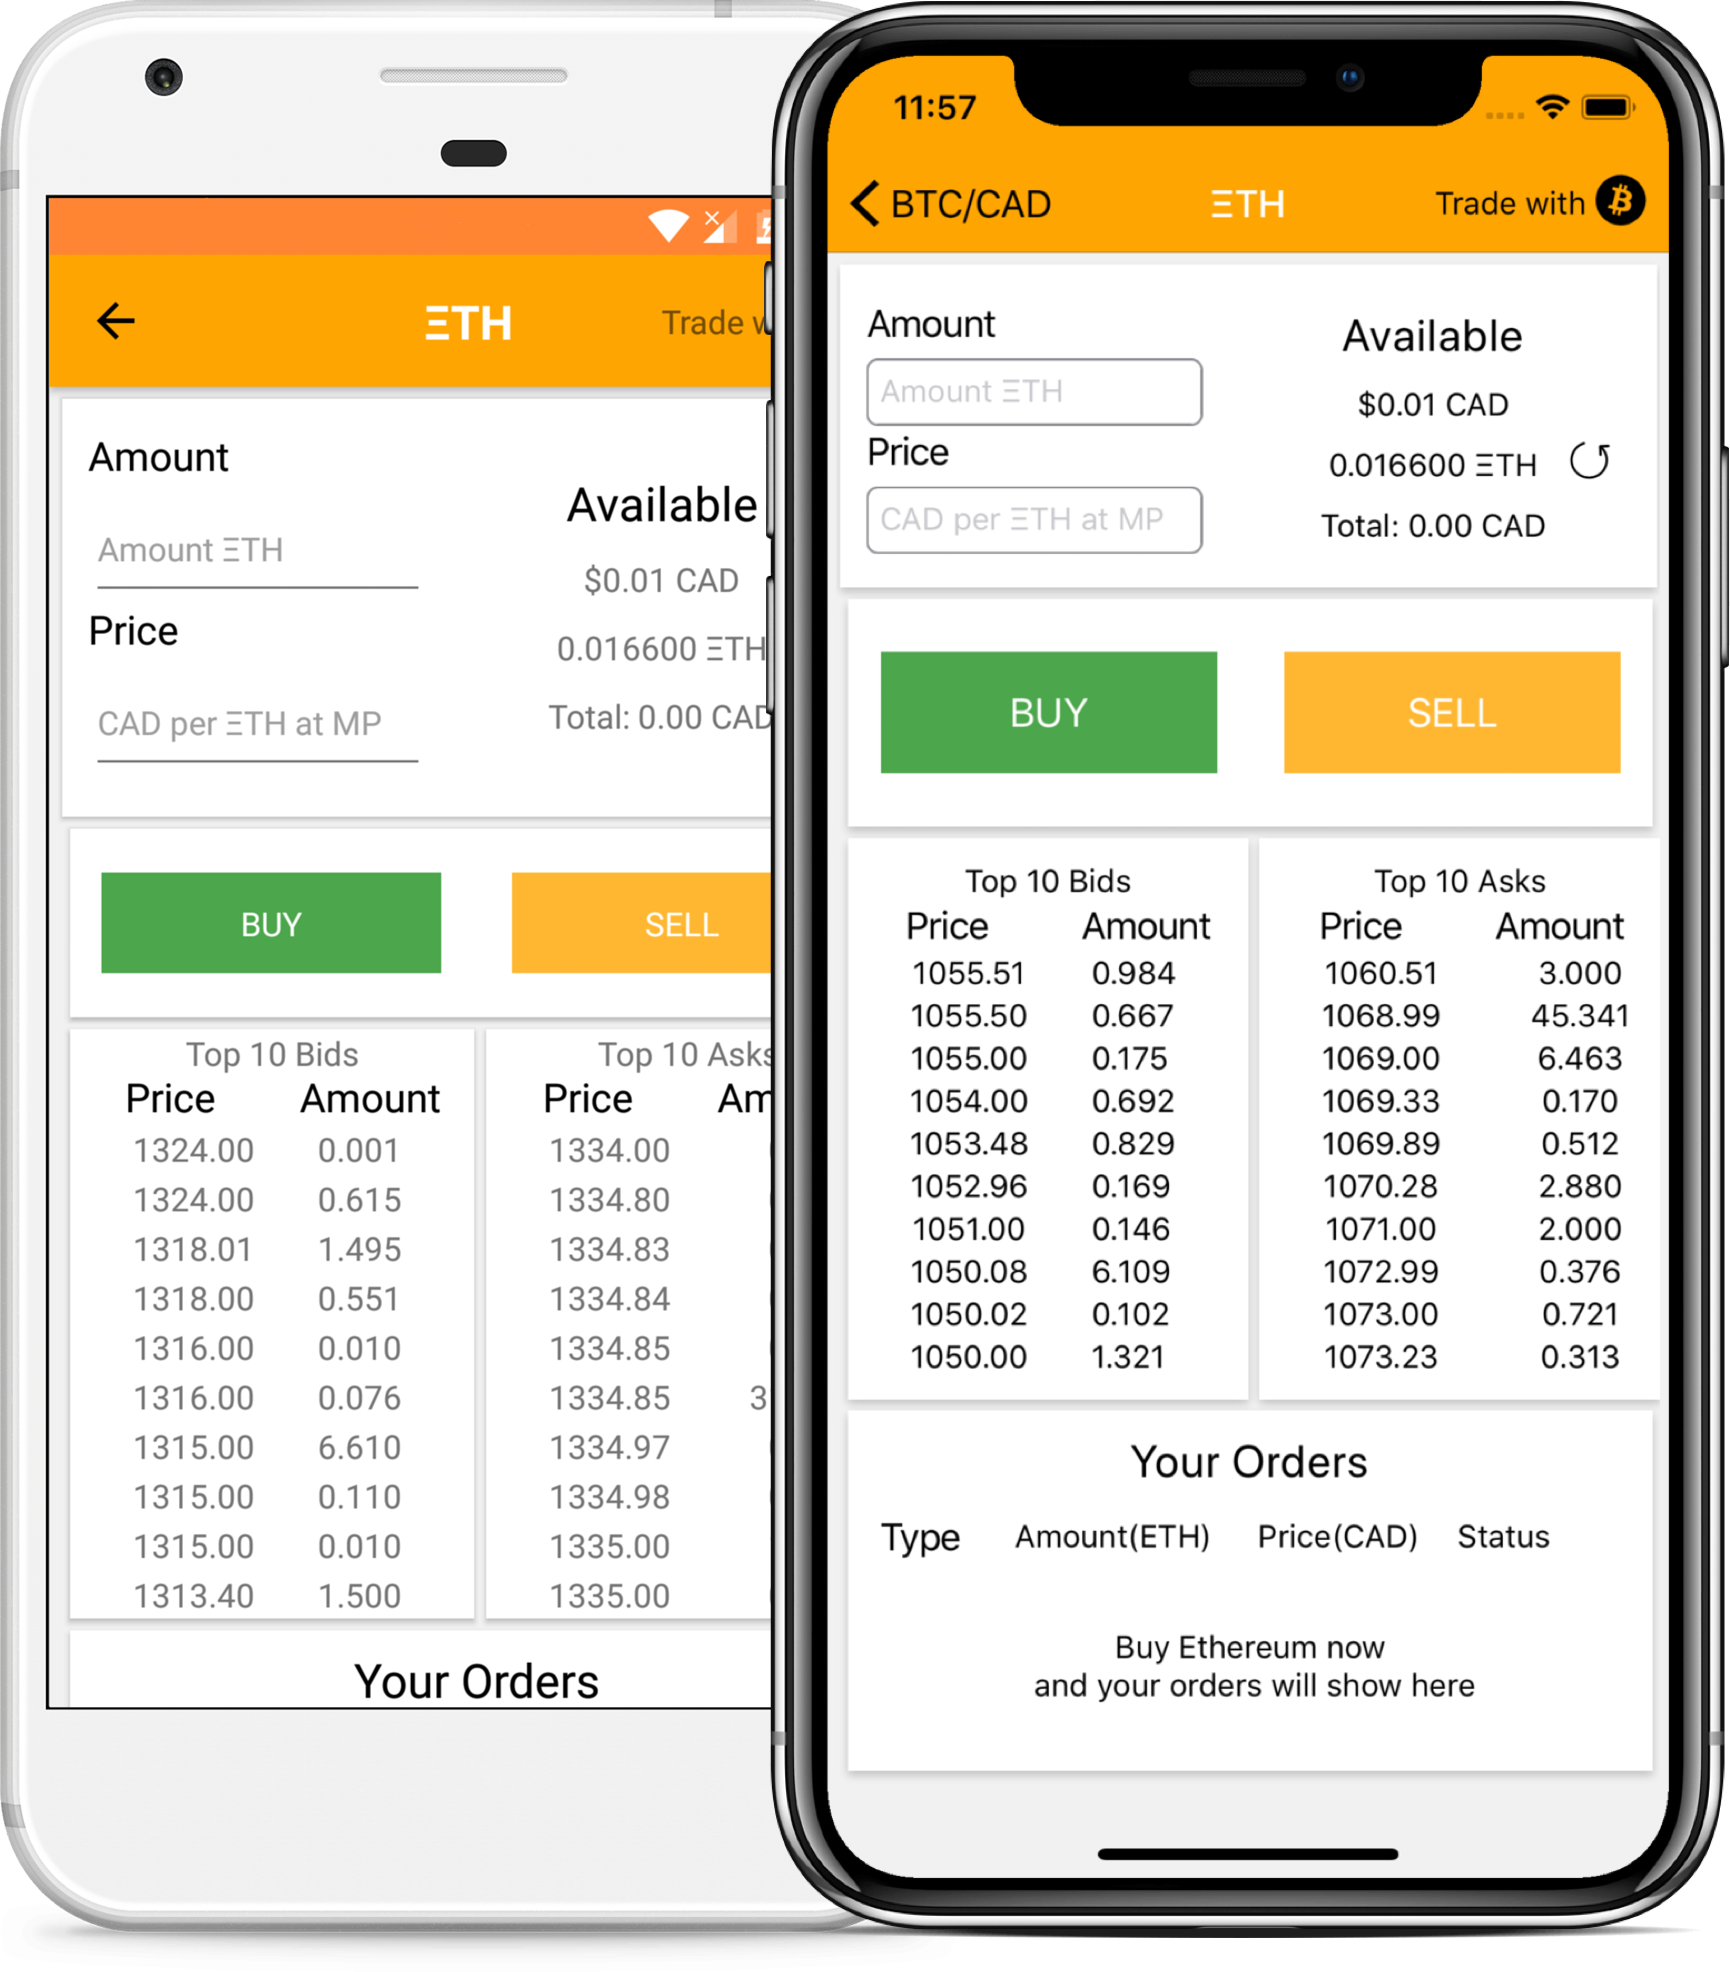 ΞTH
Trade
Amount
Available
Amount ΞTH
$0.01 CAD
Price
0.016600 ΞTH
CAD per ΞTH at MP
Total: 0.00 CAD
BUY
SELL
Top 10 Bids
Price Amount
1324.00 0.001
1324.00 0.615
1318.01 1.495
1318.00 0.551
1316.00 0.010
1316.00 0.076
1315.00 6.610
1315.00 0.110
1315.00 0.010
1313.40 1.500
Top 10 Asks
Price
1334.00
1334.80
1334.83
1334.84
1334.85
1334.85
1334.97
1334.98
1335.00
1335.00
Your Orders
11:57
BTC/CAD
ΞTH
Trade with
Amount
Amount ΞTH
Price
CAD per ΞTH at MP
Available
$0.01 CAD
0.016600 ΞTH
Total: 0.00 CAD
BUY
SELL
Top 10 Bids
Price Amount
1055.51 0.984
1055.50 0.667
1055.00 0.175
1054.00 0.692
1053.48 0.829
1052.96 0.169
1051.00 0.146
1050.08 6.109
1050.02 0.102
1050.00 1.321
Top 10 Asks
Price Amount
1060.51 3.000
1068.99 45.341
1069.00 6.463
1069.33 0.170
1069.89 0.512
1070.28 2.880
1071.00 2.000
1072.99 0.376
1073.00 0.721
1073.23 0.313
Your Orders
Type Amount(ETH) Price(CAD) Status
Buy Ethereum now
and your orders will show here